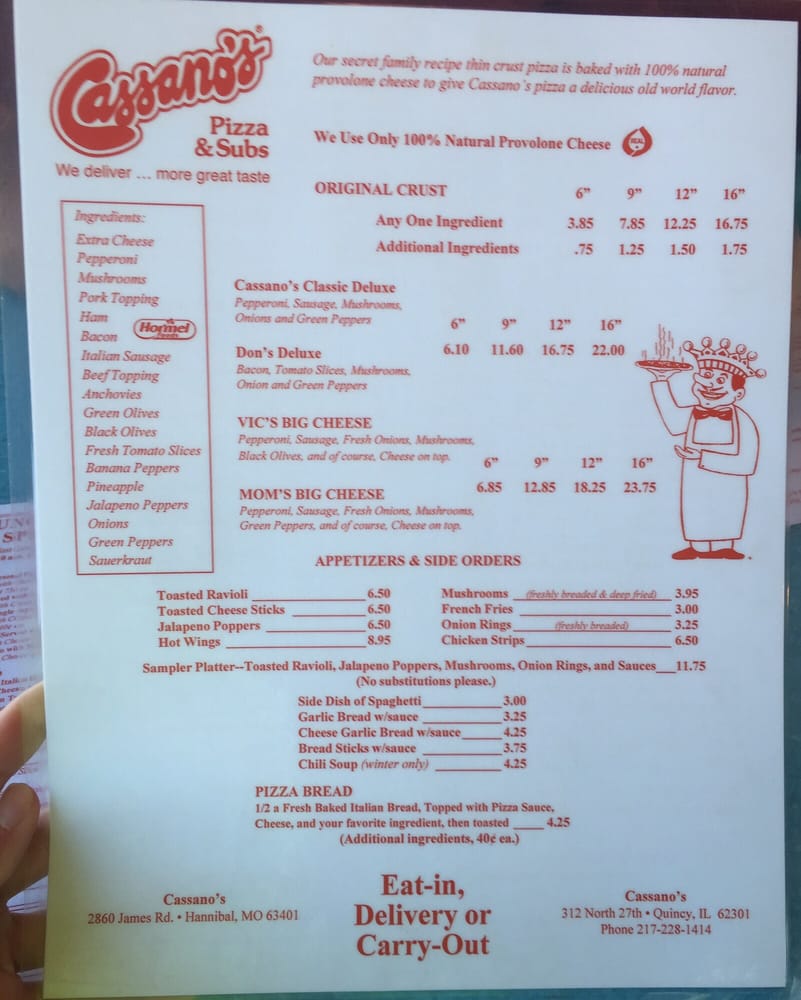 Cassano's®
Pizza
& Subs
We deliver ... more great taste
Our secret family recipe thin crust pizza is baked with 100% natural
provolone cheese to give Cassano's pizza a delicious old world flavor.
We Use Only 100% Natural Provolone Cheese REAL
ORIGINAL CRUST 6" 9" 12" 16"
Any One Ingredient 3.85 7.85 12.25 16.75
Additional Ingredients .75 1.25 1.50 1.75
Ingredients:
Extra Cheese
Pepperoni
Mushrooms
Pork Topping
Ham
Bacon
Hormel
Italian Sausage
Beef Topping
Anchovies
Green Olives
Black Olives
Fresh Tomato Slices
Banana Peppers
Pineapple
Jalapeno Peppers
Onions
Green Peppers
Sauerkraut
Cassano's Classic Deluxe
Pepperoni, Sausage, Mushrooms,
Onions and Green Peppers
6" 9" 12" 16"
Don's Deluxe 6.10 11.60 16.75 22.00
Bacon, Tomato Slices, Mushrooms,
Onion and Green Peppers
VIC'S BIG CHEESE
Pepperoni, Sausage, Fresh Onions, Mushrooms,
Black Olives, and of course, Cheese on top.
6" 9" 12" 16"
6.85 12.85 18.25 23.75
MOM'S BIG CHEESE
Pepperoni, Sausage, Fresh Onions, Mushrooms,
Green Peppers, and of course, Cheese on top.
APPETIZERS & SIDE ORDERS
Toasted Ravioli 6.50
Toasted Cheese Sticks 6.50
Jalapeno Poppers 6.50
Hot Wings 8.95
Mushrooms (freshly breaded & deep fried) 3.95
French Fries 3.00
Onion Rings (freshly breaded) 3.25
Chicken Strips 6.50
Sampler Platter--Toasted Ravioli, Jalapeno Poppers, Mushrooms, Onion Rings, and Sauces 11.75
(No substitutions please.)
Side Dish of Spaghetti 3.00
Garlic Bread w/sauce 3.25
Cheese Garlic Bread w/sauce 4.25
Bread Sticks w/sauce 3.75
Chili Soup (winter only) 4.25
PIZZA BREAD
1/2 a Fresh Baked Italian Bread, Topped with Pizza Sauce,
Cheese, and your favorite ingredient, then toasted 4.25
(Additional ingredients, 40¢ ea.)
Cassano's
2860 James Rd. • Hannibal, MO 63401
Eat-in,
Delivery or
Carry-Out
Cassano's
312 North 27th • Quincy, IL 62301
Phone 217-228-1414